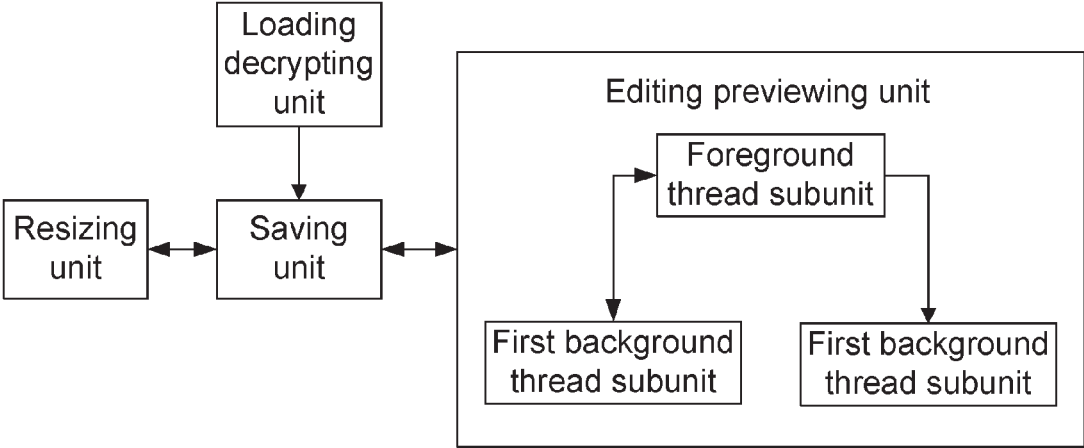 Loading
decrypting
unit
Editing previewing unit
Foreground
thread subunit
Resizing
unit
Saving
unit
First background
thread subunit
First background
thread subunit